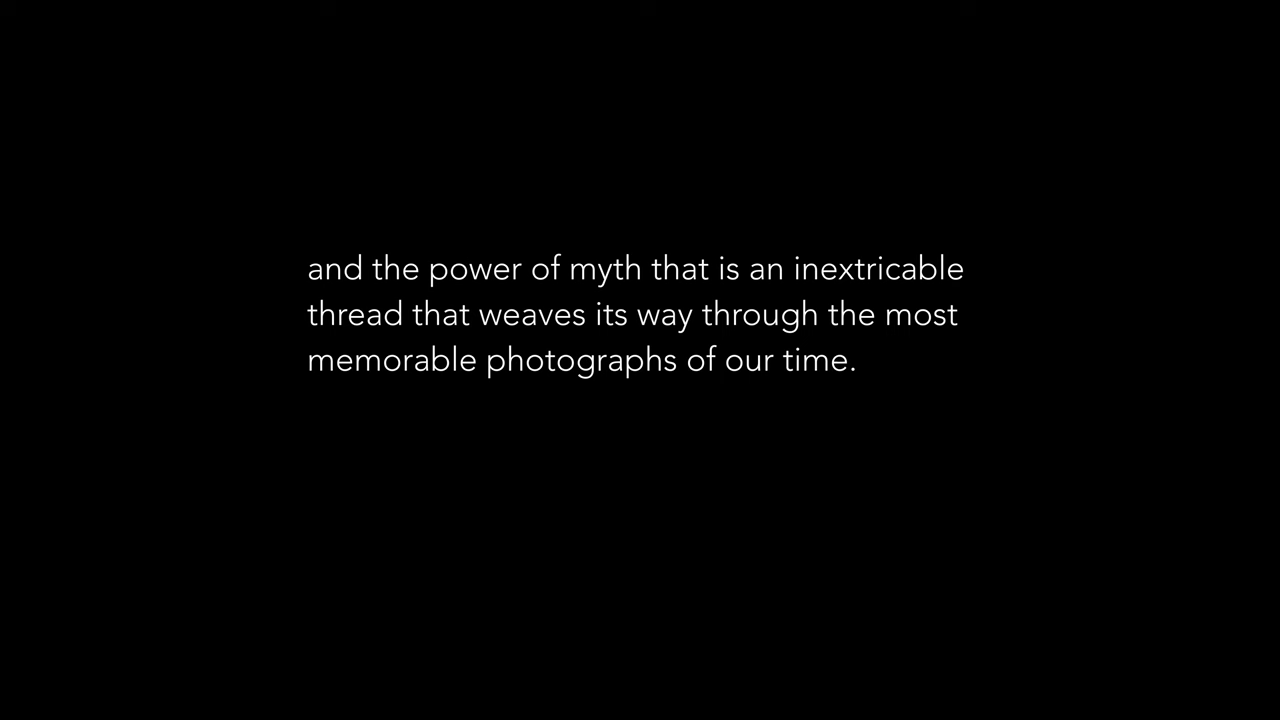 and the power of myth that is an inextricable
thread that weaves its way through the most
memorable photographs of our time.